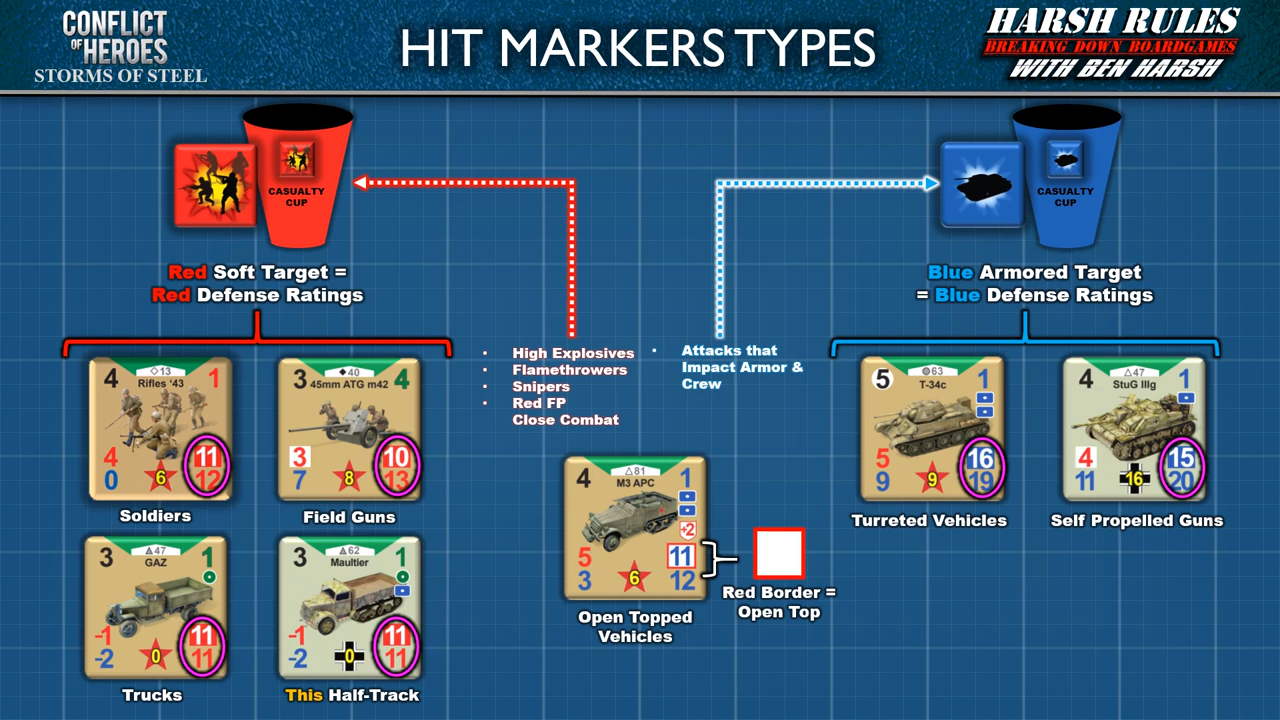 CONFLICT
OF HEROES
STORMS OF STEEL
HIT MARKERS TYPES
HARSH RULES
BREAKING DOWN BOARDGAMES
WITH BEN HARSH
CASUALTY
CUP
CASUALTY
CUP
Red Soft Target =
Red Defense Ratings
Blue Armored Target
= Blue Defense Ratings
• High Explosives
• Flamethrowers
• Snipers
• Red FP
Close Combat
• Attacks that
Impact Armor &
Crew
4 ◇13 1
Rifles '43
4 11
0 6 12
Soldiers
3 ◆40 4
45mm ATG m42
3 10
7 8 13
Field Guns
5 63 1
T-34c
5 16
9 9 19
Turreted Vehicles
4 △47 1
StuG IIIg
4 15
11 16 20
Self Propelled Guns
4 △81 1
M3 APC
+2
5 11
3 6 12
Open Topped
Vehicles
Red Border =
Open Top
3 47 1
GAZ
-1 11
-2 0 11
Trucks
3 62 1
Maultier
-1 11
-2 0 11
This Half-Track